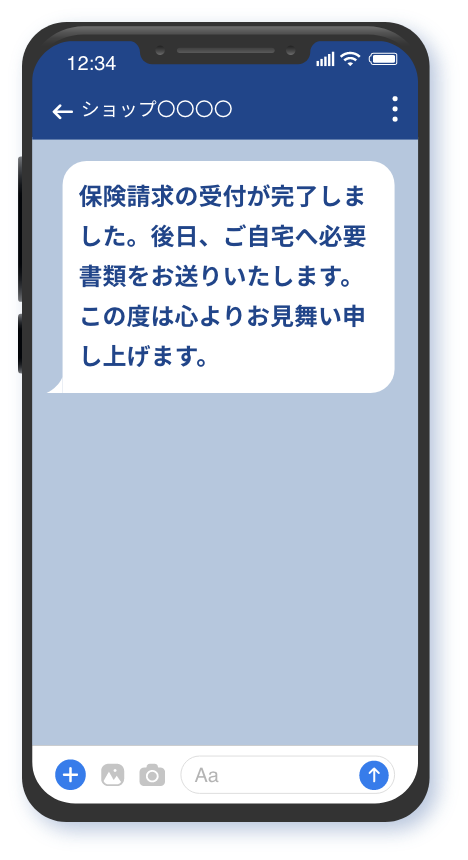 12:34
ショップ〇〇〇〇
保険請求の受付が完了しま
した。後日、ご自宅へ必要
書類をお送りいたします。
この度は心よりお見舞い申
し上げます。
Aa